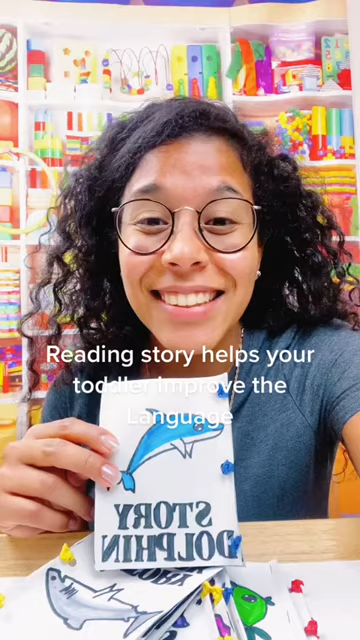 Reading story helps your
toddler improve the
Language
STORY
DOLPHIN